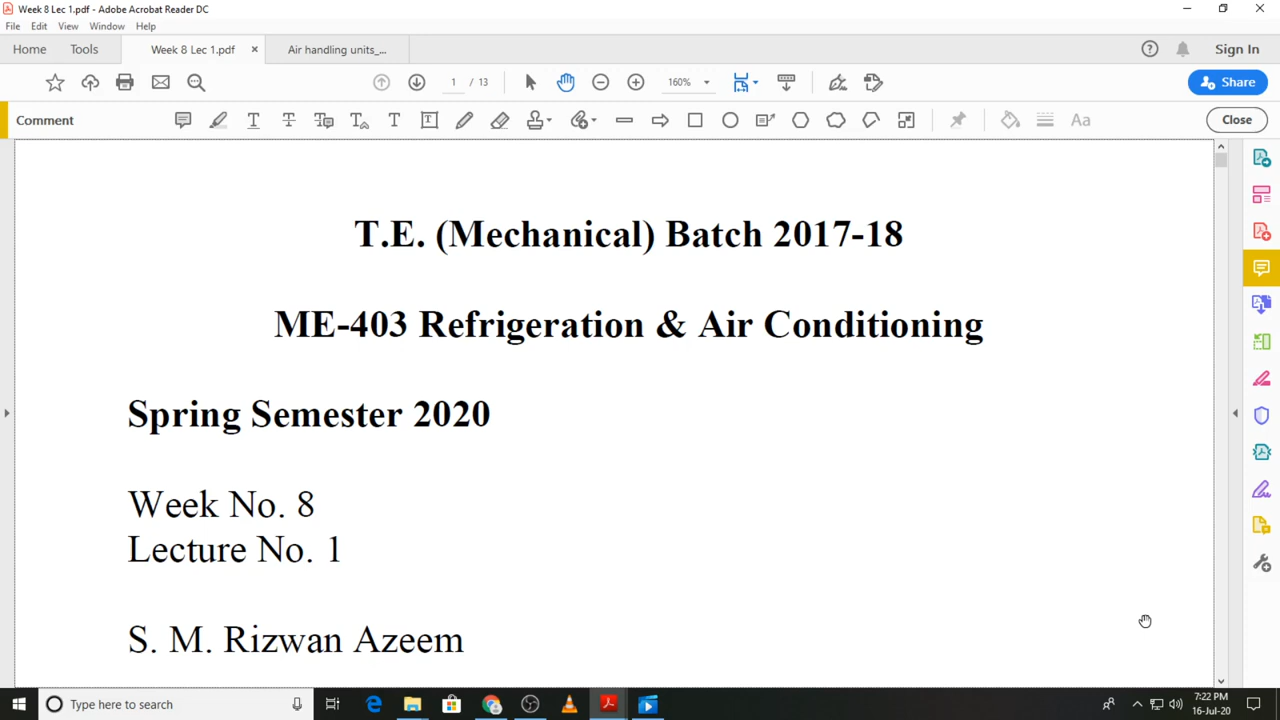 Week 8 Lec 1.pdf - Adobe Acrobat Reader DC
File Edit View Window Help
Home Tools Week 8 Lec 1.pdf × Air handling units_... Sign In
1 / 13 160% Share
Comment Aa Close
T.E. (Mechanical) Batch 2017-18
ME-403 Refrigeration & Air Conditioning
Spring Semester 2020
Week No. 8
Lecture No. 1
S. M. Rizwan Azeem
Type here to search
7:22 PM
16-Jul-20